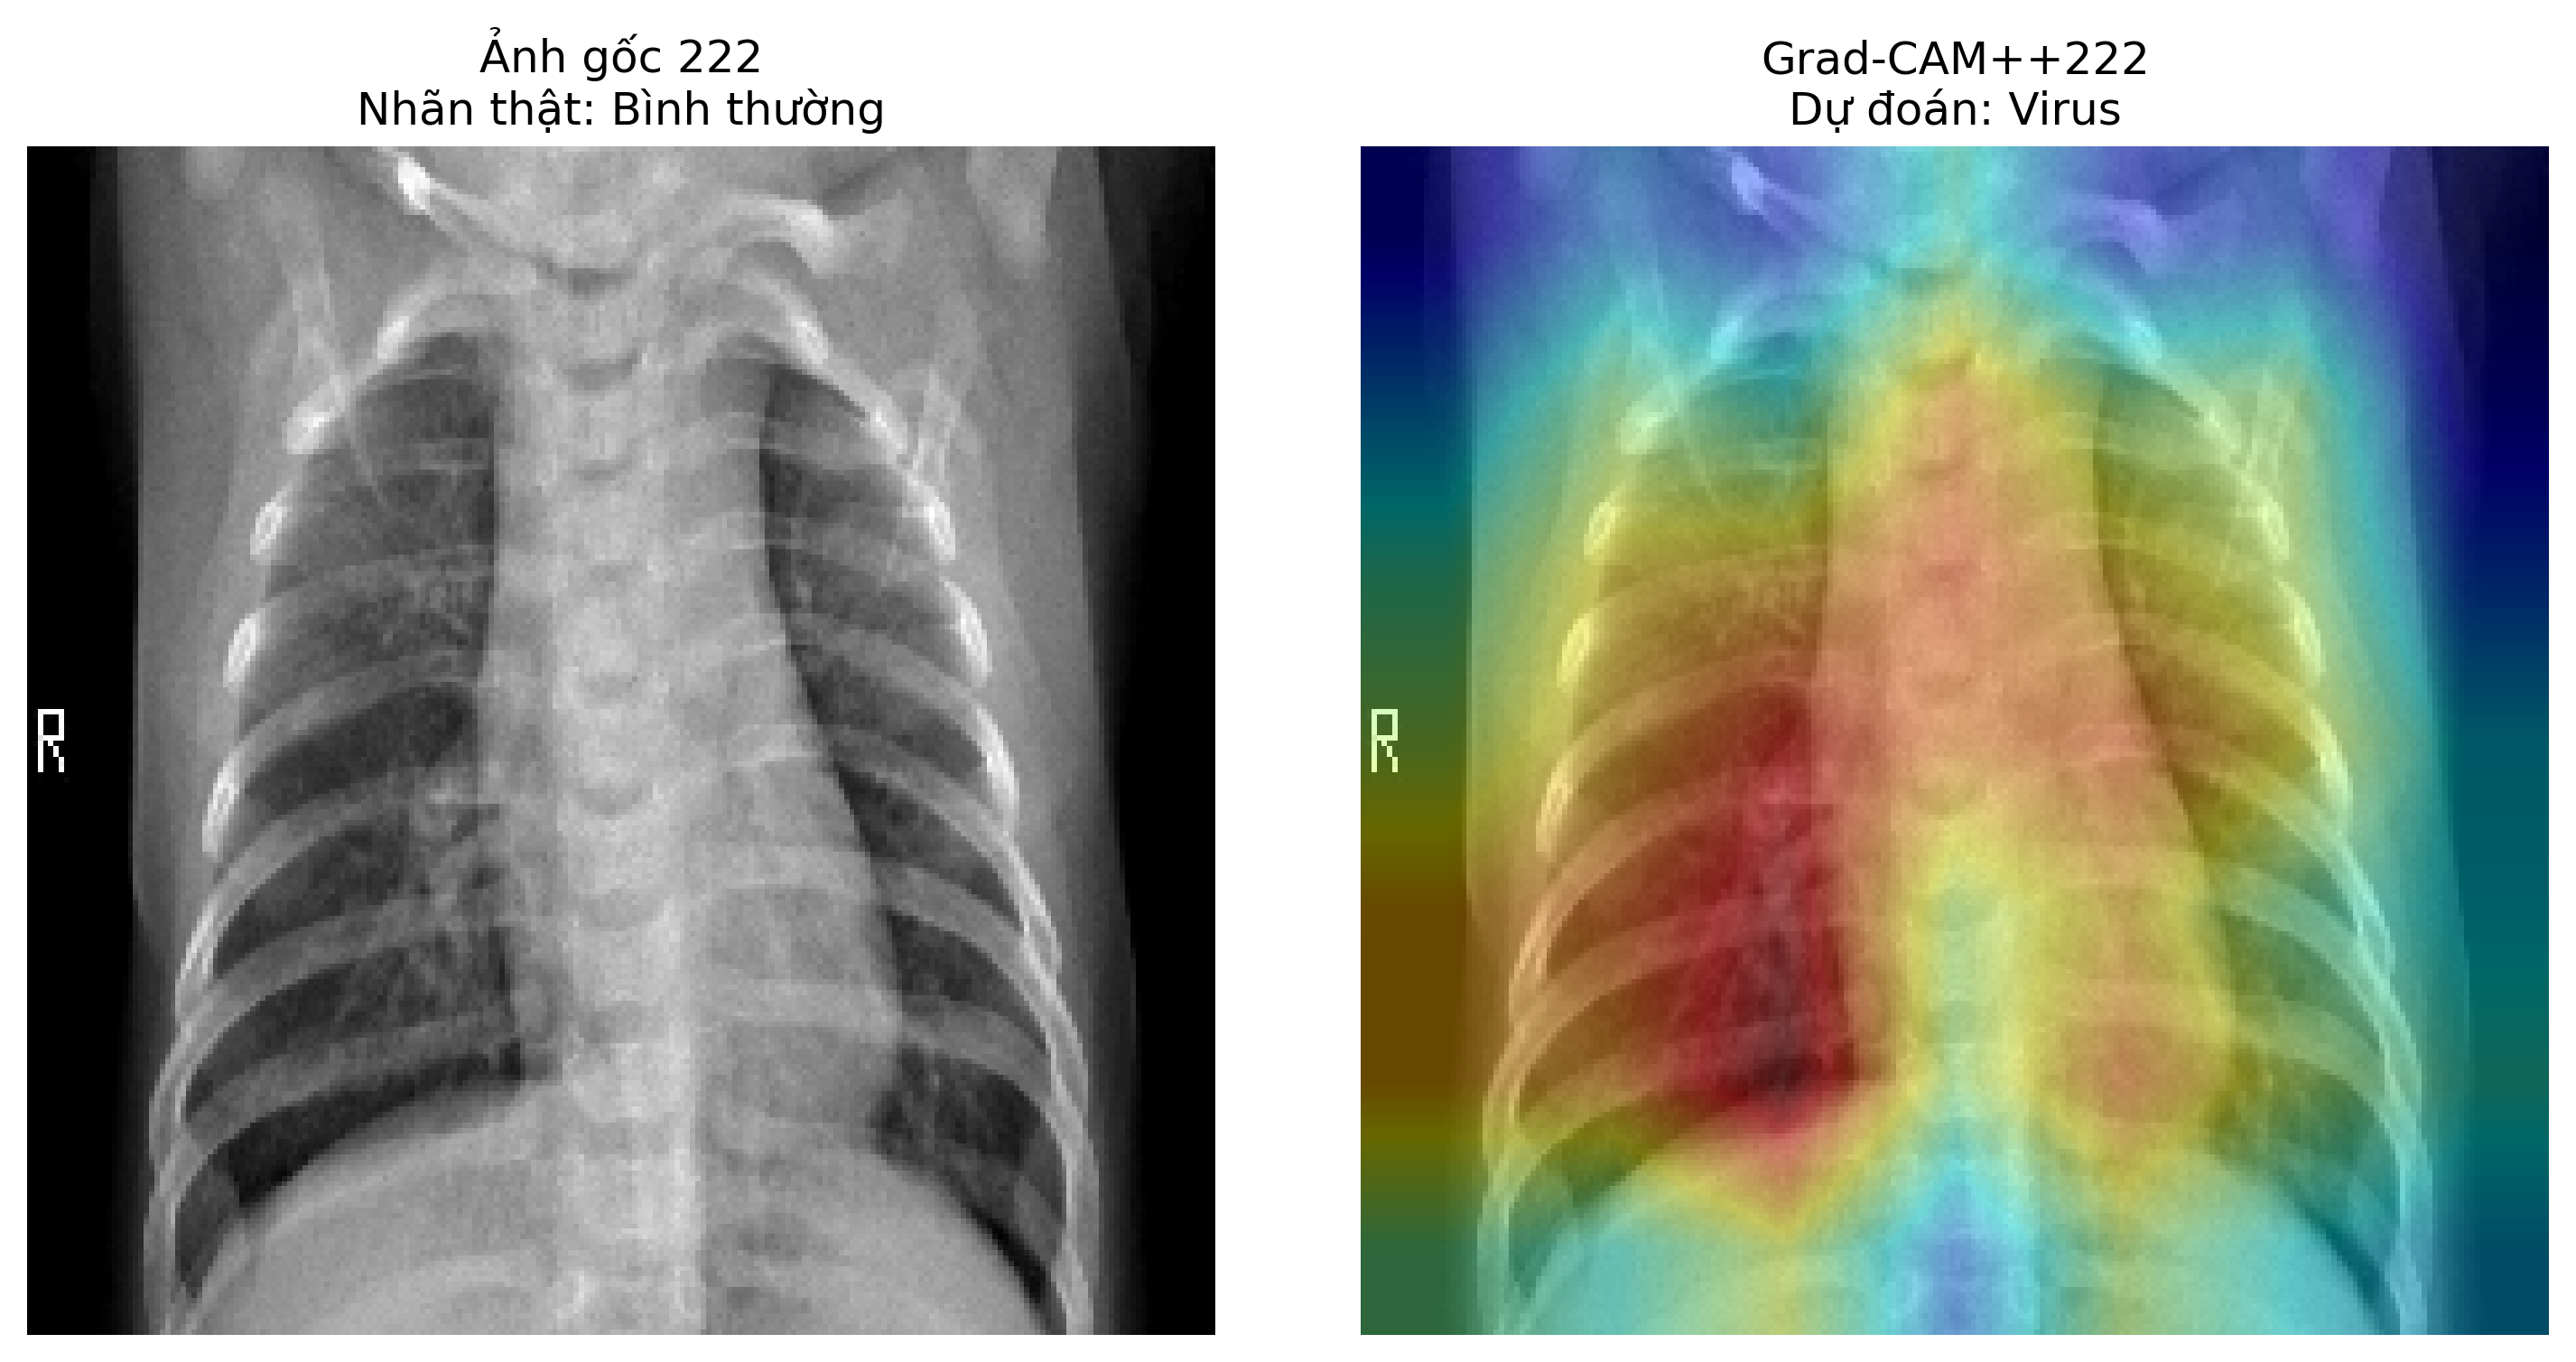 Ảnh gốc 222
Nhãn thật: Bình thường
Grad-CAM++222
Dự đoán: Virus
R
R